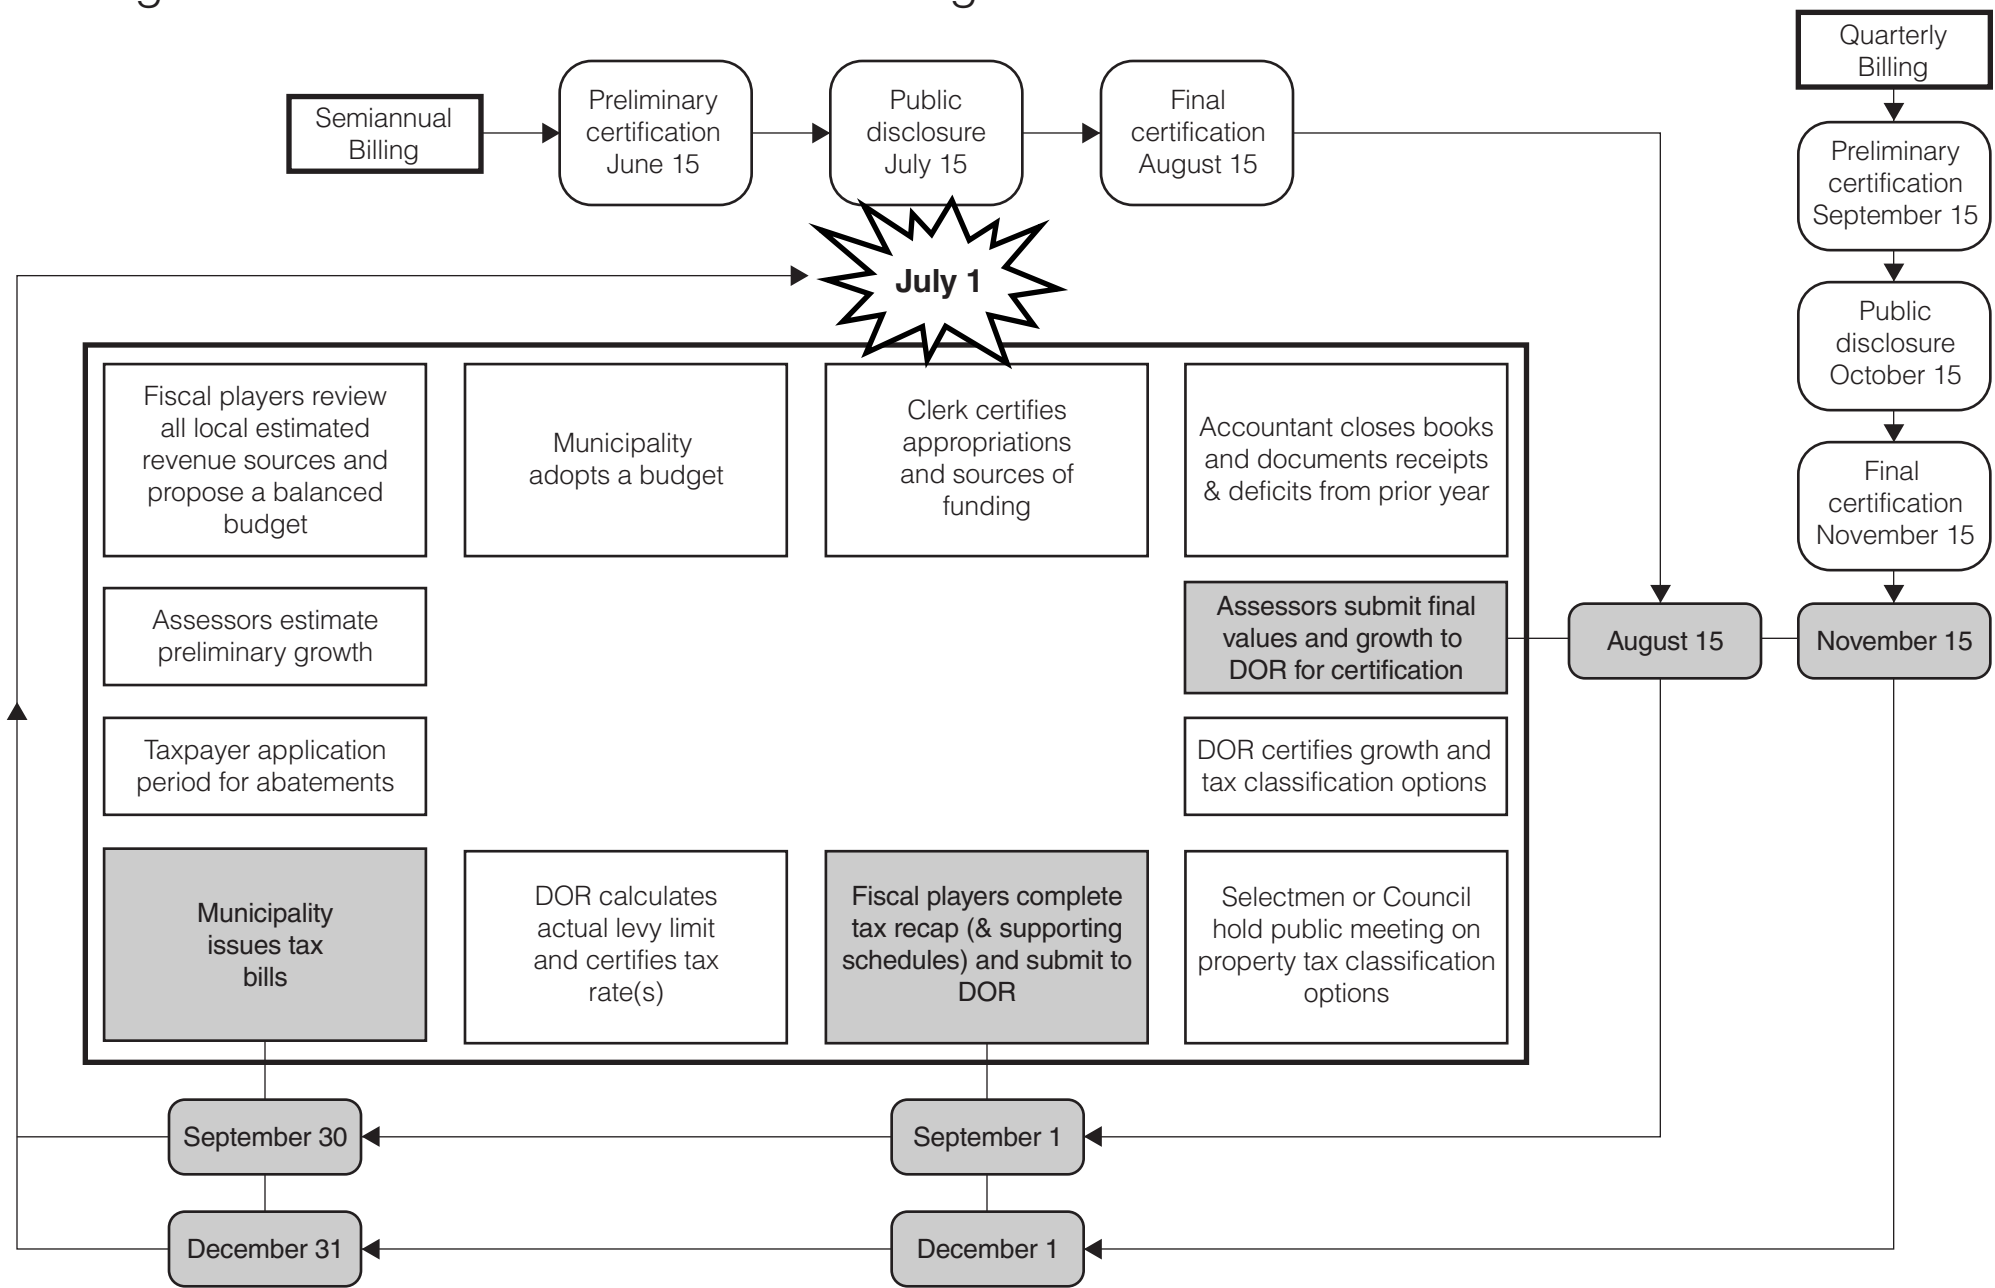 Semiannual
Billing
Preliminary
certification
June 15
Public
disclosure
July 15
Final
certification
August 15
Quarterly
Billing
Preliminary
certification
September 15
Public
disclosure
October 15
Final
certification
November 15
July 1
Fiscal players review
all local estimated
revenue sources and
propose a balanced
budget
Municipality
adopts a budget
Clerk certifies
appropriations
and sources of
funding
Accountant closes books
and documents receipts
& deficits from prior year
Assessors estimate
preliminary growth
Assessors submit final
values and growth to
DOR for certification
August 15
November 15
Taxpayer application
period for abatements
DOR certifies growth and
tax classification options
Municipality
issues tax
bills
DOR calculates
actual levy limit
and certifies tax
rate(s)
Fiscal players complete
tax recap (& supporting
schedules) and submit to
DOR
Selectmen or Council
hold public meeting on
property tax classification
options
September 30
September 1
December 31
December 1